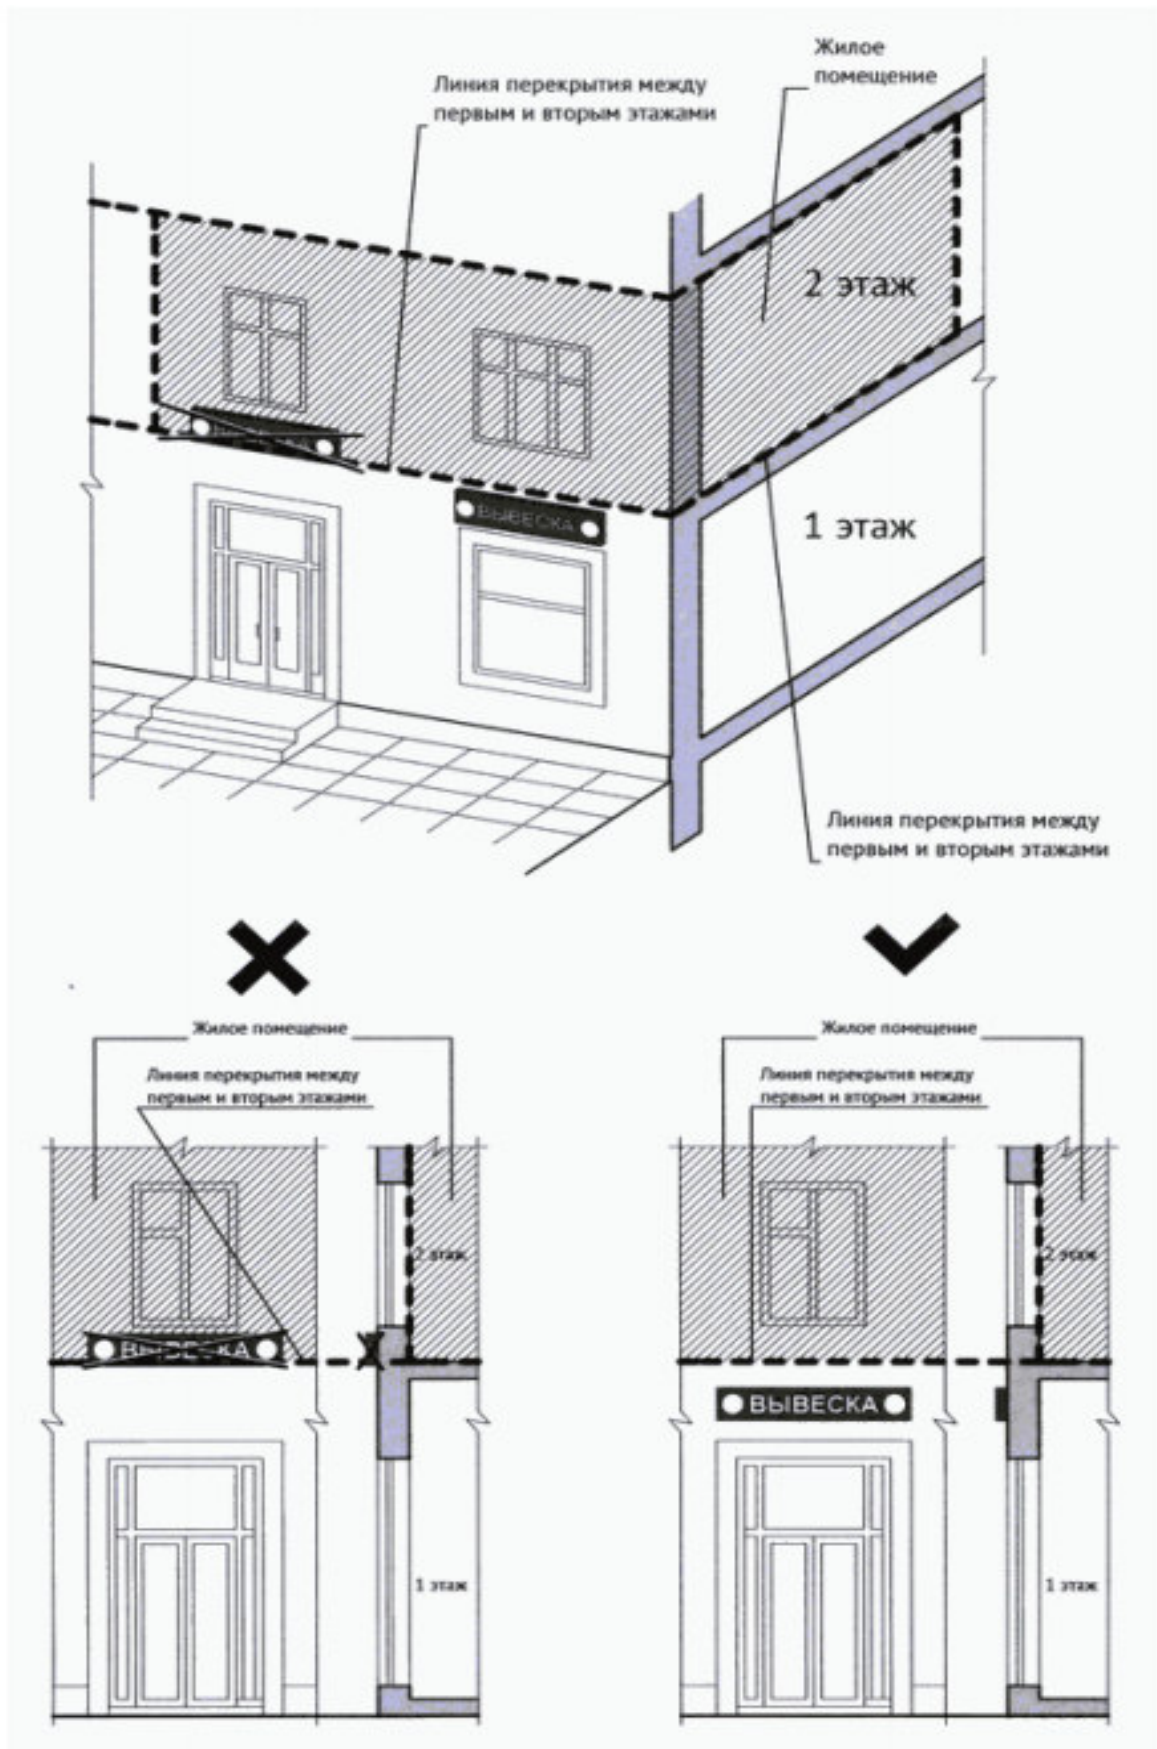 Жилое
помещение
Линия перекрытия между
первым и вторым этажами
2 этаж
ВЫВЕСКА
1 этаж
Линия перекрытия между
первым и вторым этажами
Жилое помещение
Линия перекрытия между
первым и вторым этажами
2 этаж
ВЫВЕСКА
1 этаж
Жилое помещение
Линия перекрытия между
первым и вторым этажами
2 этаж
ВЫВЕСКА
1 этаж